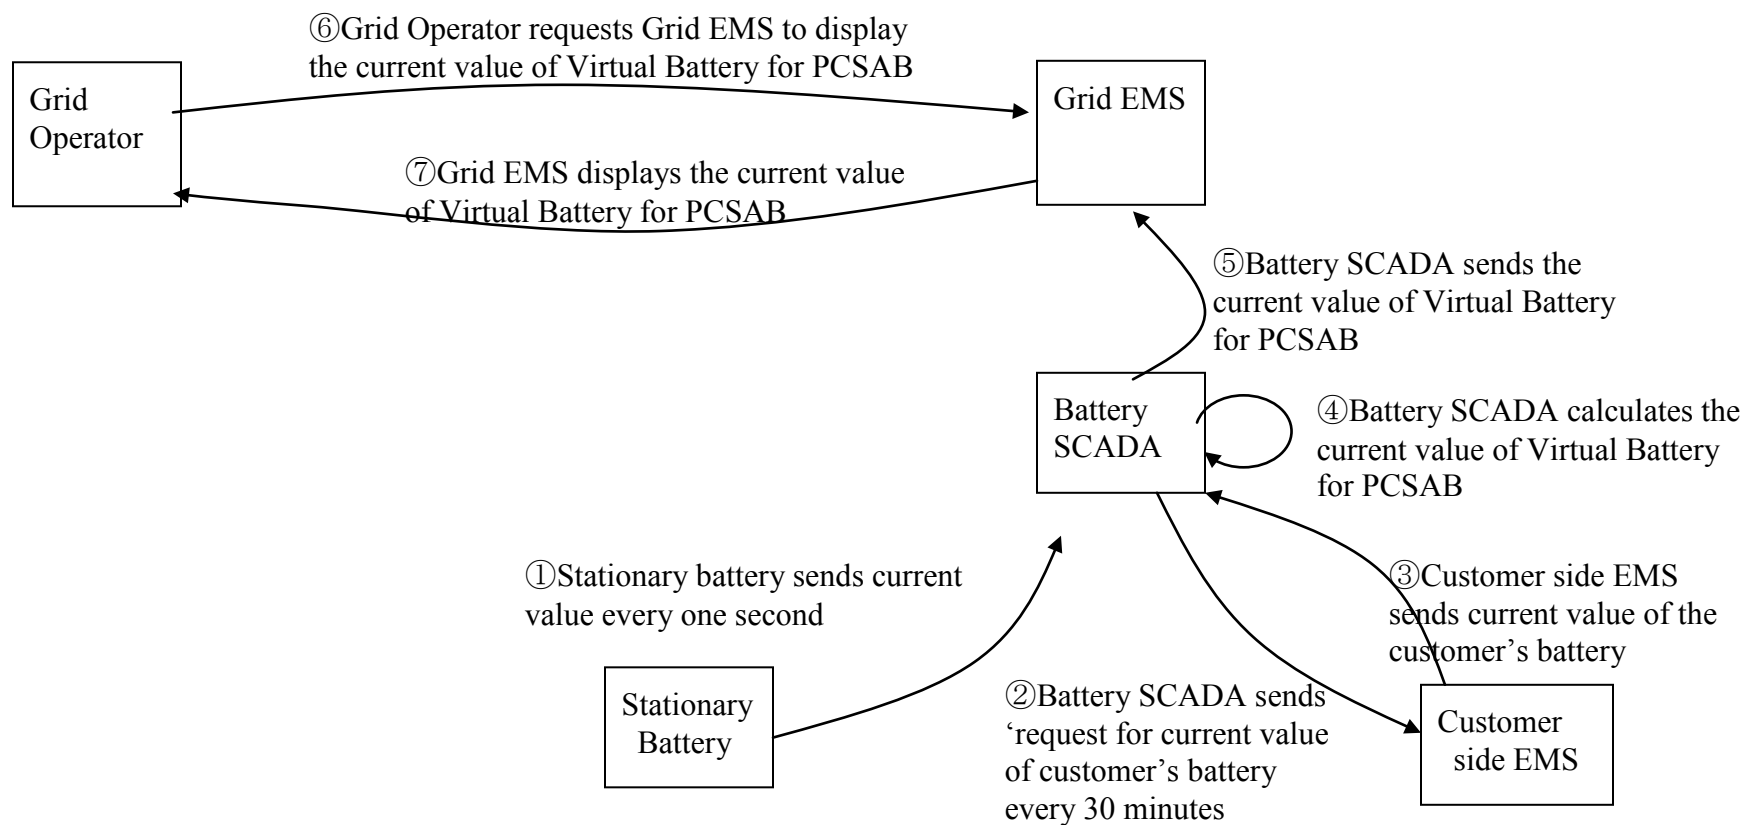 ⑥Grid Operator requests Grid EMS to display
the current value of Virtual Battery for PCSAB
Grid
Operator
Grid EMS
⑦Grid EMS displays the current value
of Virtual Battery for PCSAB
⑤Battery SCADA sends the
current value of Virtual Battery
for PCSAB
Battery
SCADA
④Battery SCADA calculates the
current value of Virtual Battery
for PCSAB
①Stationary battery sends current
value every one second
③Customer side EMS
sends current value of the
customer’s battery
Stationary
Battery
②Battery SCADA sends
‘request for current value
of customer’s battery
every 30 minutes
Customer
side EMS